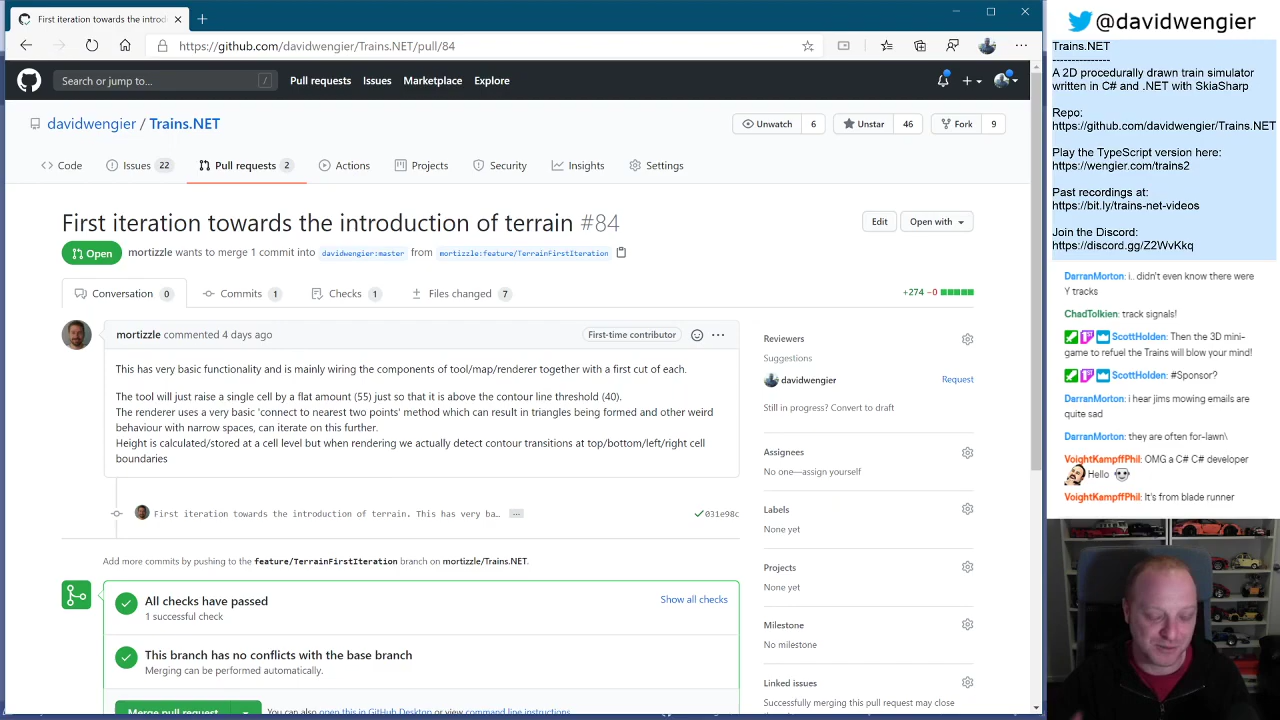 First iteration towards the introd
https://github.com/davidwengier/Trains.NET/pull/84
Search or jump to...
/
Pull requests
Issues
Marketplace
Explore
davidwengier / Trains.NET
Unwatch 6
Unstar 46
Fork 9
Code
Issues 22
Pull requests 2
Actions
Projects
Security
Insights
Settings
First iteration towards the introduction of terrain #84
Edit
Open with
Open
mortizzle wants to merge 1 commit into davidwengier:master from mortizzle:feature/TerrainFirstIteration
Conversation 0
Commits 1
Checks 1
Files changed 7
+274 −0
mortizzle commented 4 days ago
First-time contributor
This has very basic functionality and is mainly wiring the components of tool/map/renderer together with a first cut of each.
The tool will just raise a single cell by a flat amount (55) just so that it is above the contour line threshold (40).
The renderer uses a very basic 'connect to nearest two points' method which can result in triangles being formed and other weird
behaviour with narrow spaces, can iterate on this further.
Height is calculated/stored at a cell level but when rendering we actually detect contour transitions at top/bottom/left/right cell
boundaries
First iteration towards the introduction of terrain. This has very ba…
...
031e98c
Add more commits by pushing to the feature/TerrainFirstIteration branch on mortizzle/Trains.NET.
All checks have passed
1 successful check
Show all checks
This branch has no conflicts with the base branch
Merging can be performed automatically.
Merge pull request
You can also open this in GitHub Desktop or view command line instructions.
Reviewers
Suggestions
davidwengier
Request
Still in progress? Convert to draft
Assignees
No one—assign yourself
Labels
None yet
Projects
None yet
Milestone
No milestone
Linked issues
Successfully merging this pull request may close
@davidwengier
Trains.NET
---------------
A 2D procedurally drawn train simulator
written in C# and .NET with SkiaSharp
Repo:
https://github.com/davidwengier/Trains.NET
Play the TypeScript version here:
https://wengier.com/trains2
Past recordings at:
https://bit.ly/trains-net-videos
Join the Discord:
https://discord.gg/Z2WvKkq
DarranMorton: i.. didn't even know there were
Y tracks
ChadTolkien: track signals!
ScottHolden: Then the 3D mini-
game to refuel the Trains will blow your mind!
ScottHolden: #Sponsor?
DarranMorton: i hear jims mowing emails are
quite sad
DarranMorton: they are often for-lawn\
VoightKampffPhil: OMG a C# C# developer
Hello
VoightKampffPhil: It's from blade runner